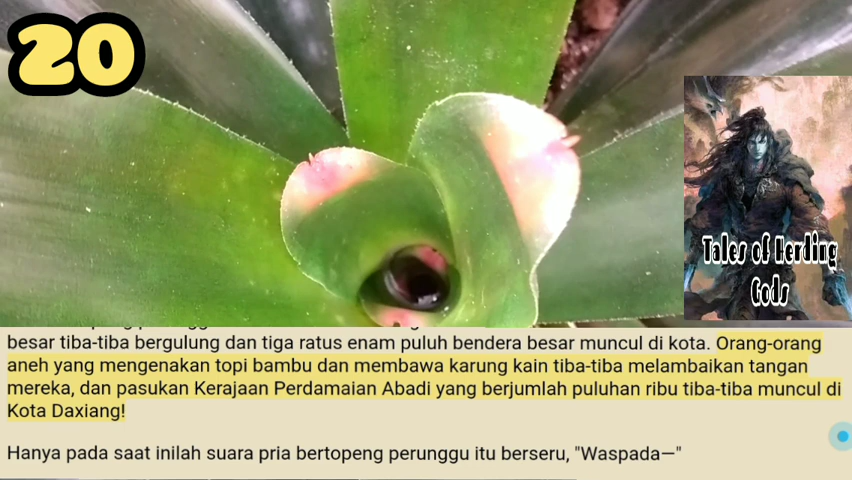 20
Tales of Herding
Gods
besar tiba-tiba bergulung dan tiga ratus enam puluh bendera besar muncul di kota. Orang-orang
aneh yang mengenakan topi bambu dan membawa karung kain tiba-tiba melambaikan tangan
mereka, dan pasukan Kerajaan Perdamaian Abadi yang berjumlah puluhan ribu tiba-tiba muncul di
Kota Daxiang!
Hanya pada saat inilah suara pria bertopeng perunggu itu berseru, "Waspada—"